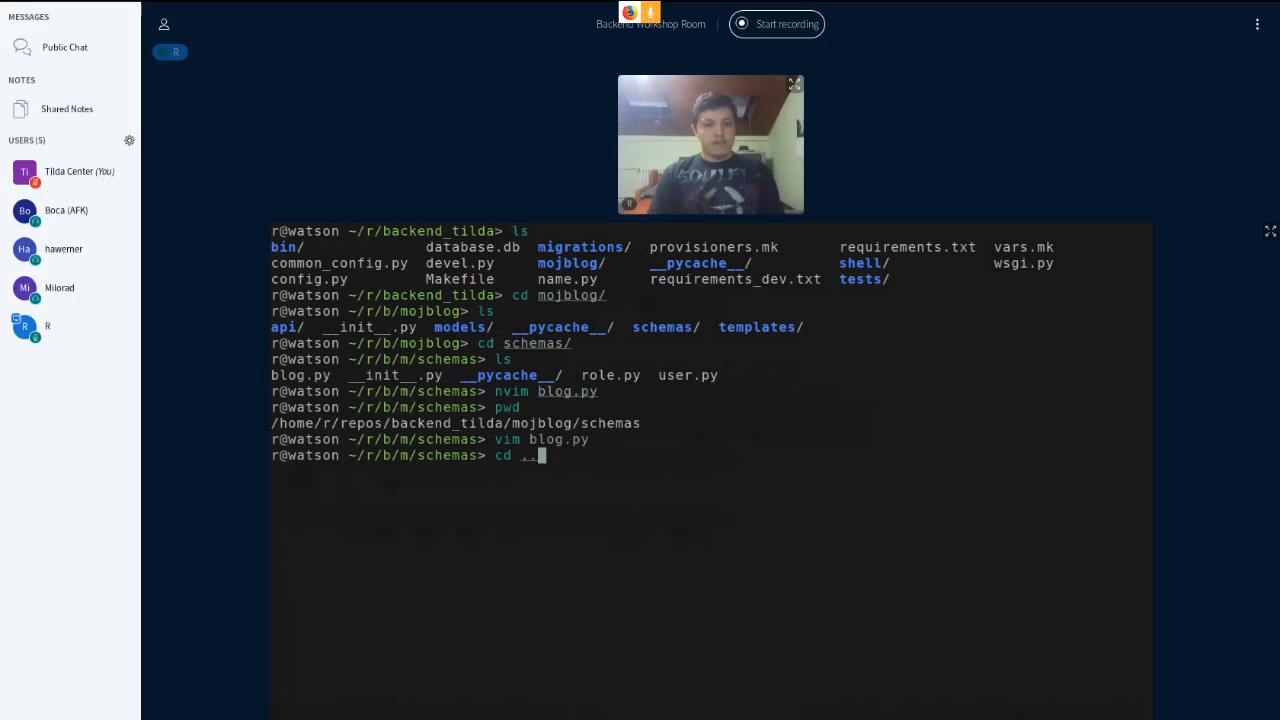 MESSAGES
Public Chat
NOTES
Shared Notes
USERS (5)
Ti Tilda Center (You)
Bo Boca (AFK)
Ha hawerner
Mi Milorad
R R
Backend Workshop Room | Start recording
R
R
r@watson ~/r/backend_tilda> ls
bin/ database.db migrations/ provisioners.mk requirements.txt vars.mk
common_config.py devel.py mojblog/ __pycache__/ shell/ wsgi.py
config.py Makefile name.py requirements_dev.txt tests/
r@watson ~/r/backend_tilda> cd mojblog/
r@watson ~/r/b/mojblog> ls
api/ __init__.py models/ __pycache__/ schemas/ templates/
r@watson ~/r/b/mojblog> cd schemas/
r@watson ~/r/b/m/schemas> ls
blog.py __init__.py __pycache__/ role.py user.py
r@watson ~/r/b/m/schemas> nvim blog.py
r@watson ~/r/b/m/schemas> pwd
/home/r/repos/backend_tilda/mojblog/schemas
r@watson ~/r/b/m/schemas> vim blog.py
r@watson ~/r/b/m/schemas> cd ..